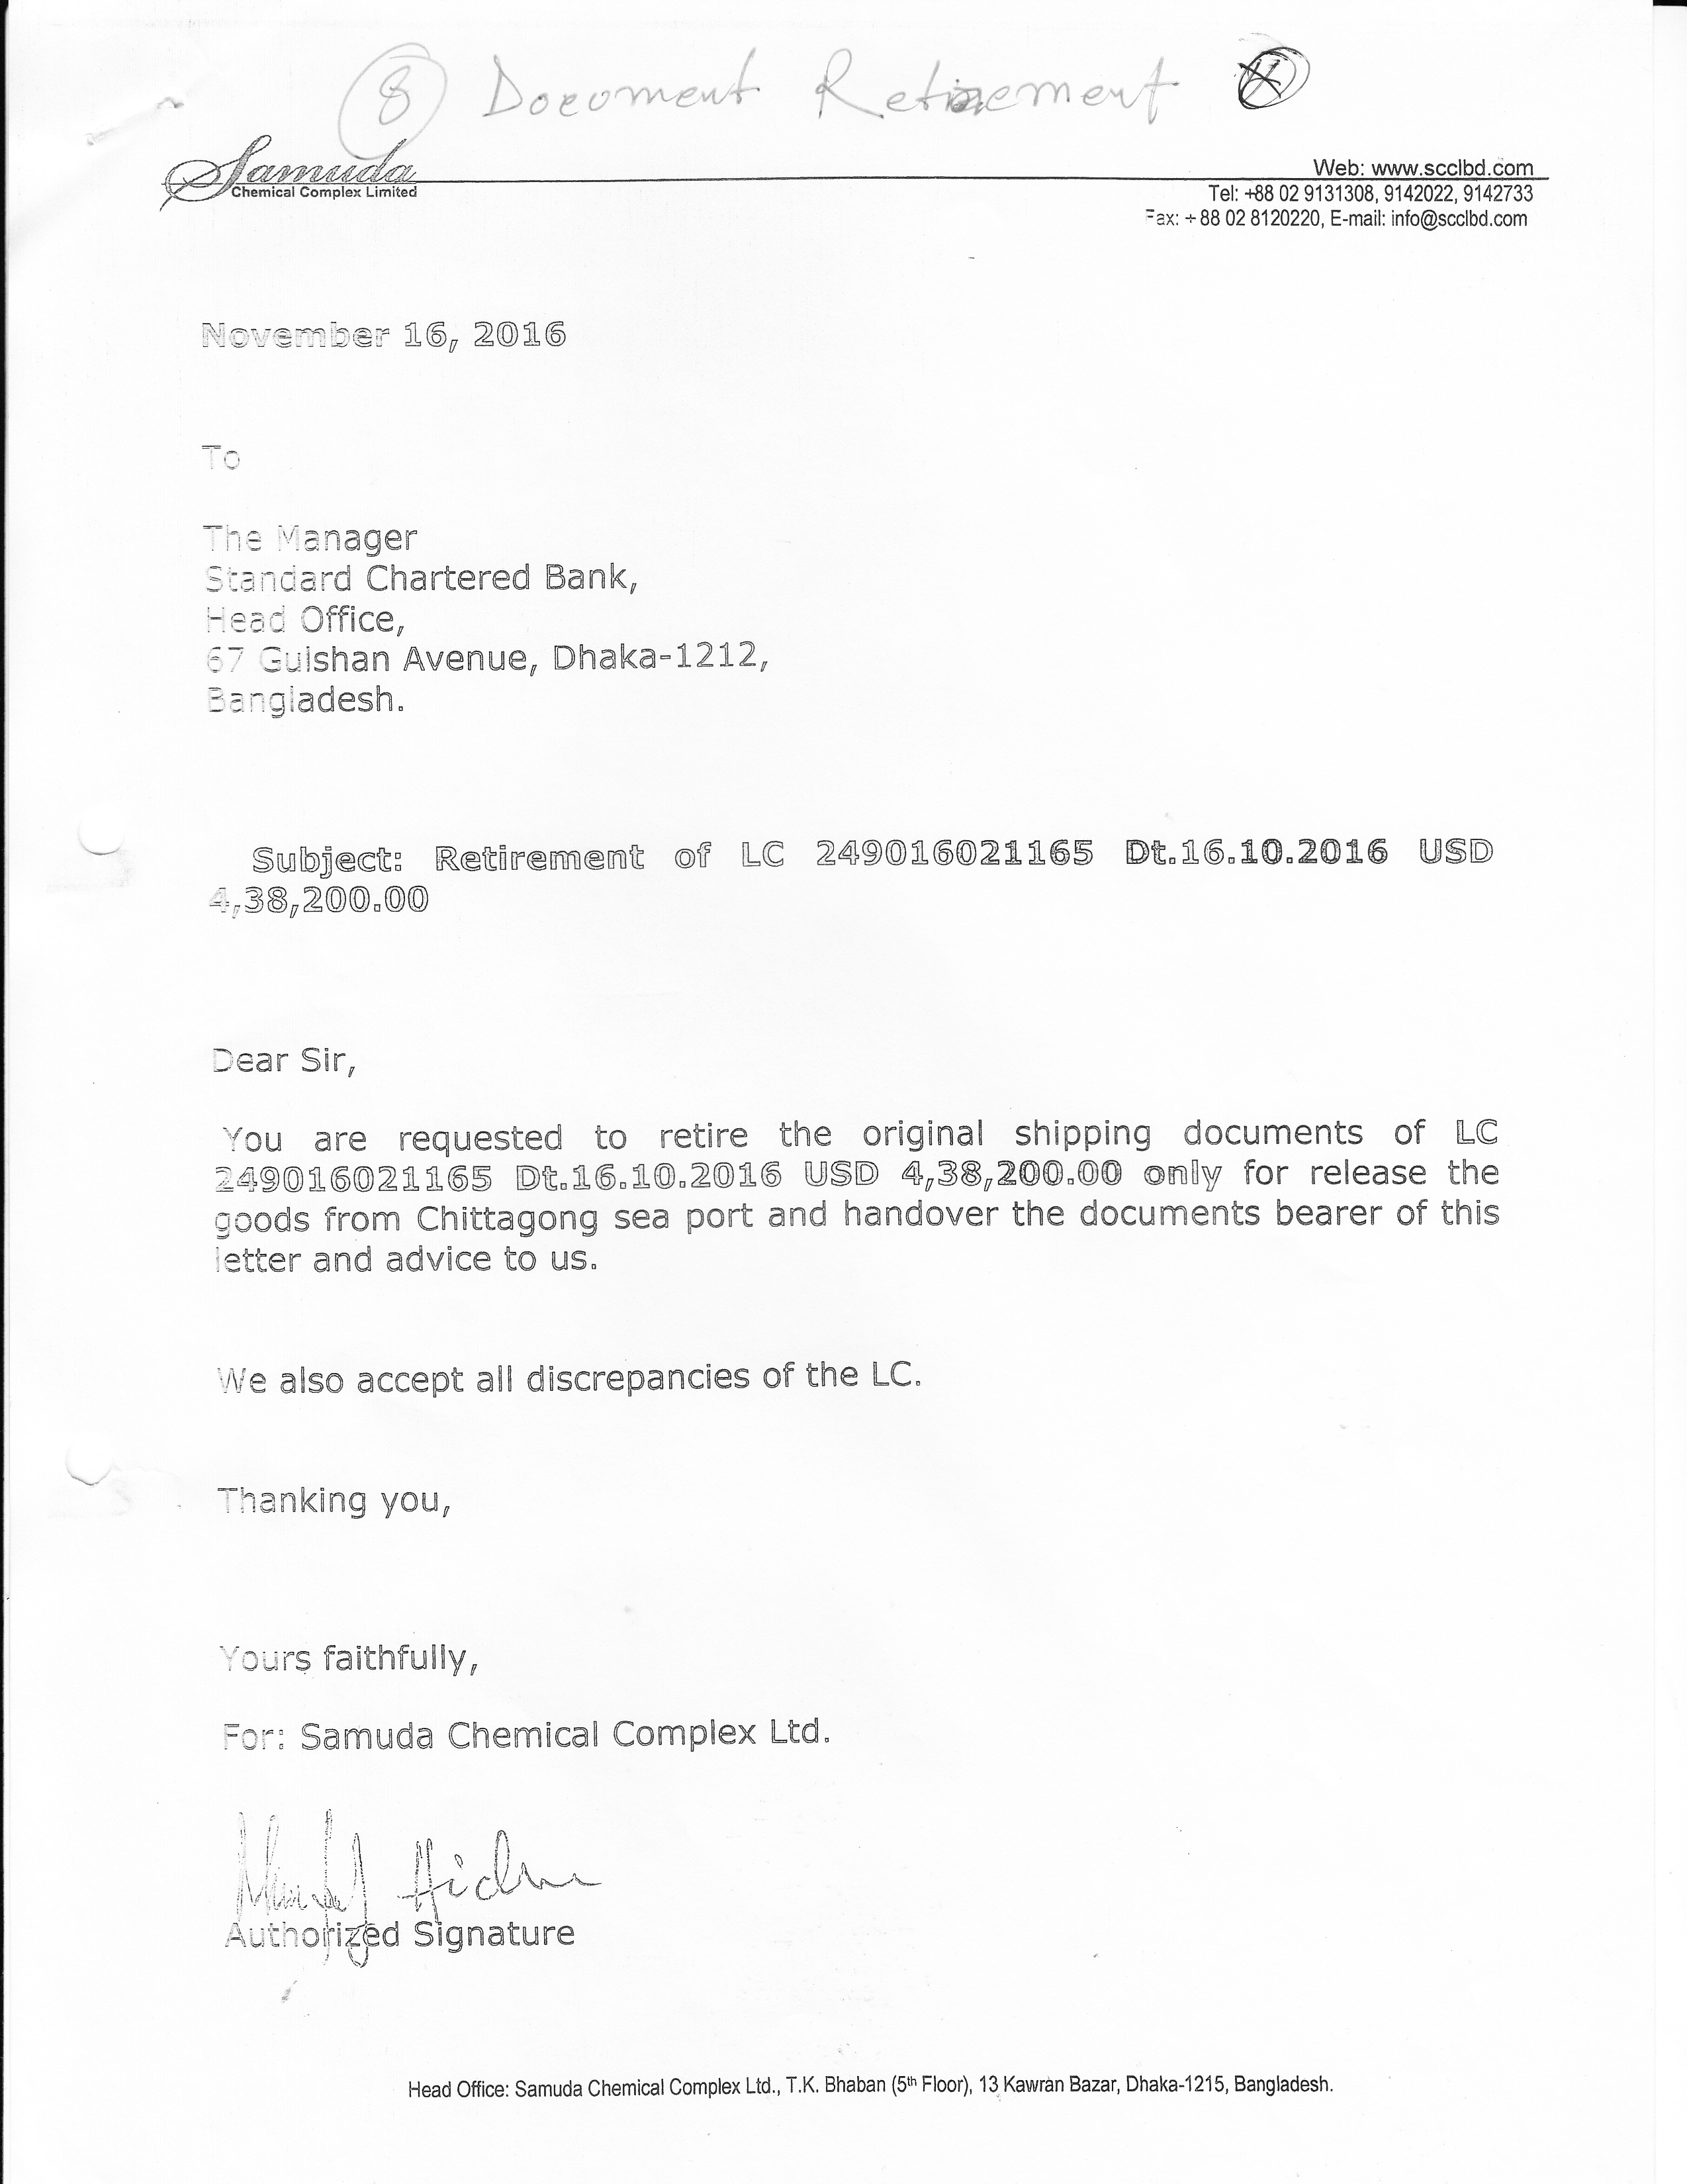 8 Document Retirement
Samuda
Chemical Complex Limited
Web: www.scclbd.com
Tel: +88 02 9131308, 9142022, 9142733
Fax: + 88 02 8120220, E-mail: info@scclbd.com
November 16, 2016
To
The Manager
Standard Chartered Bank,
Head Office,
67 Gulshan Avenue, Dhaka-1212,
Bangladesh.
Subject: Retirement of LC 249016021165 Dt.16.10.2016 USD
4,38,200.00
Dear Sir,
You are requested to retire the original shipping documents of LC
249016021165 Dt.16.10.2016 USD 4,38,200.00 only for release the
goods from Chittagong sea port and handover the documents bearer of this
letter and advice to us.
We also accept all discrepancies of the LC.
Thanking you,
Yours faithfully,
For: Samuda Chemical Complex Ltd.
Authorized Signature
Head Office: Samuda Chemical Complex Ltd., T.K. Bhaban (5th Floor), 13 Kawran Bazar, Dhaka-1215, Bangladesh.